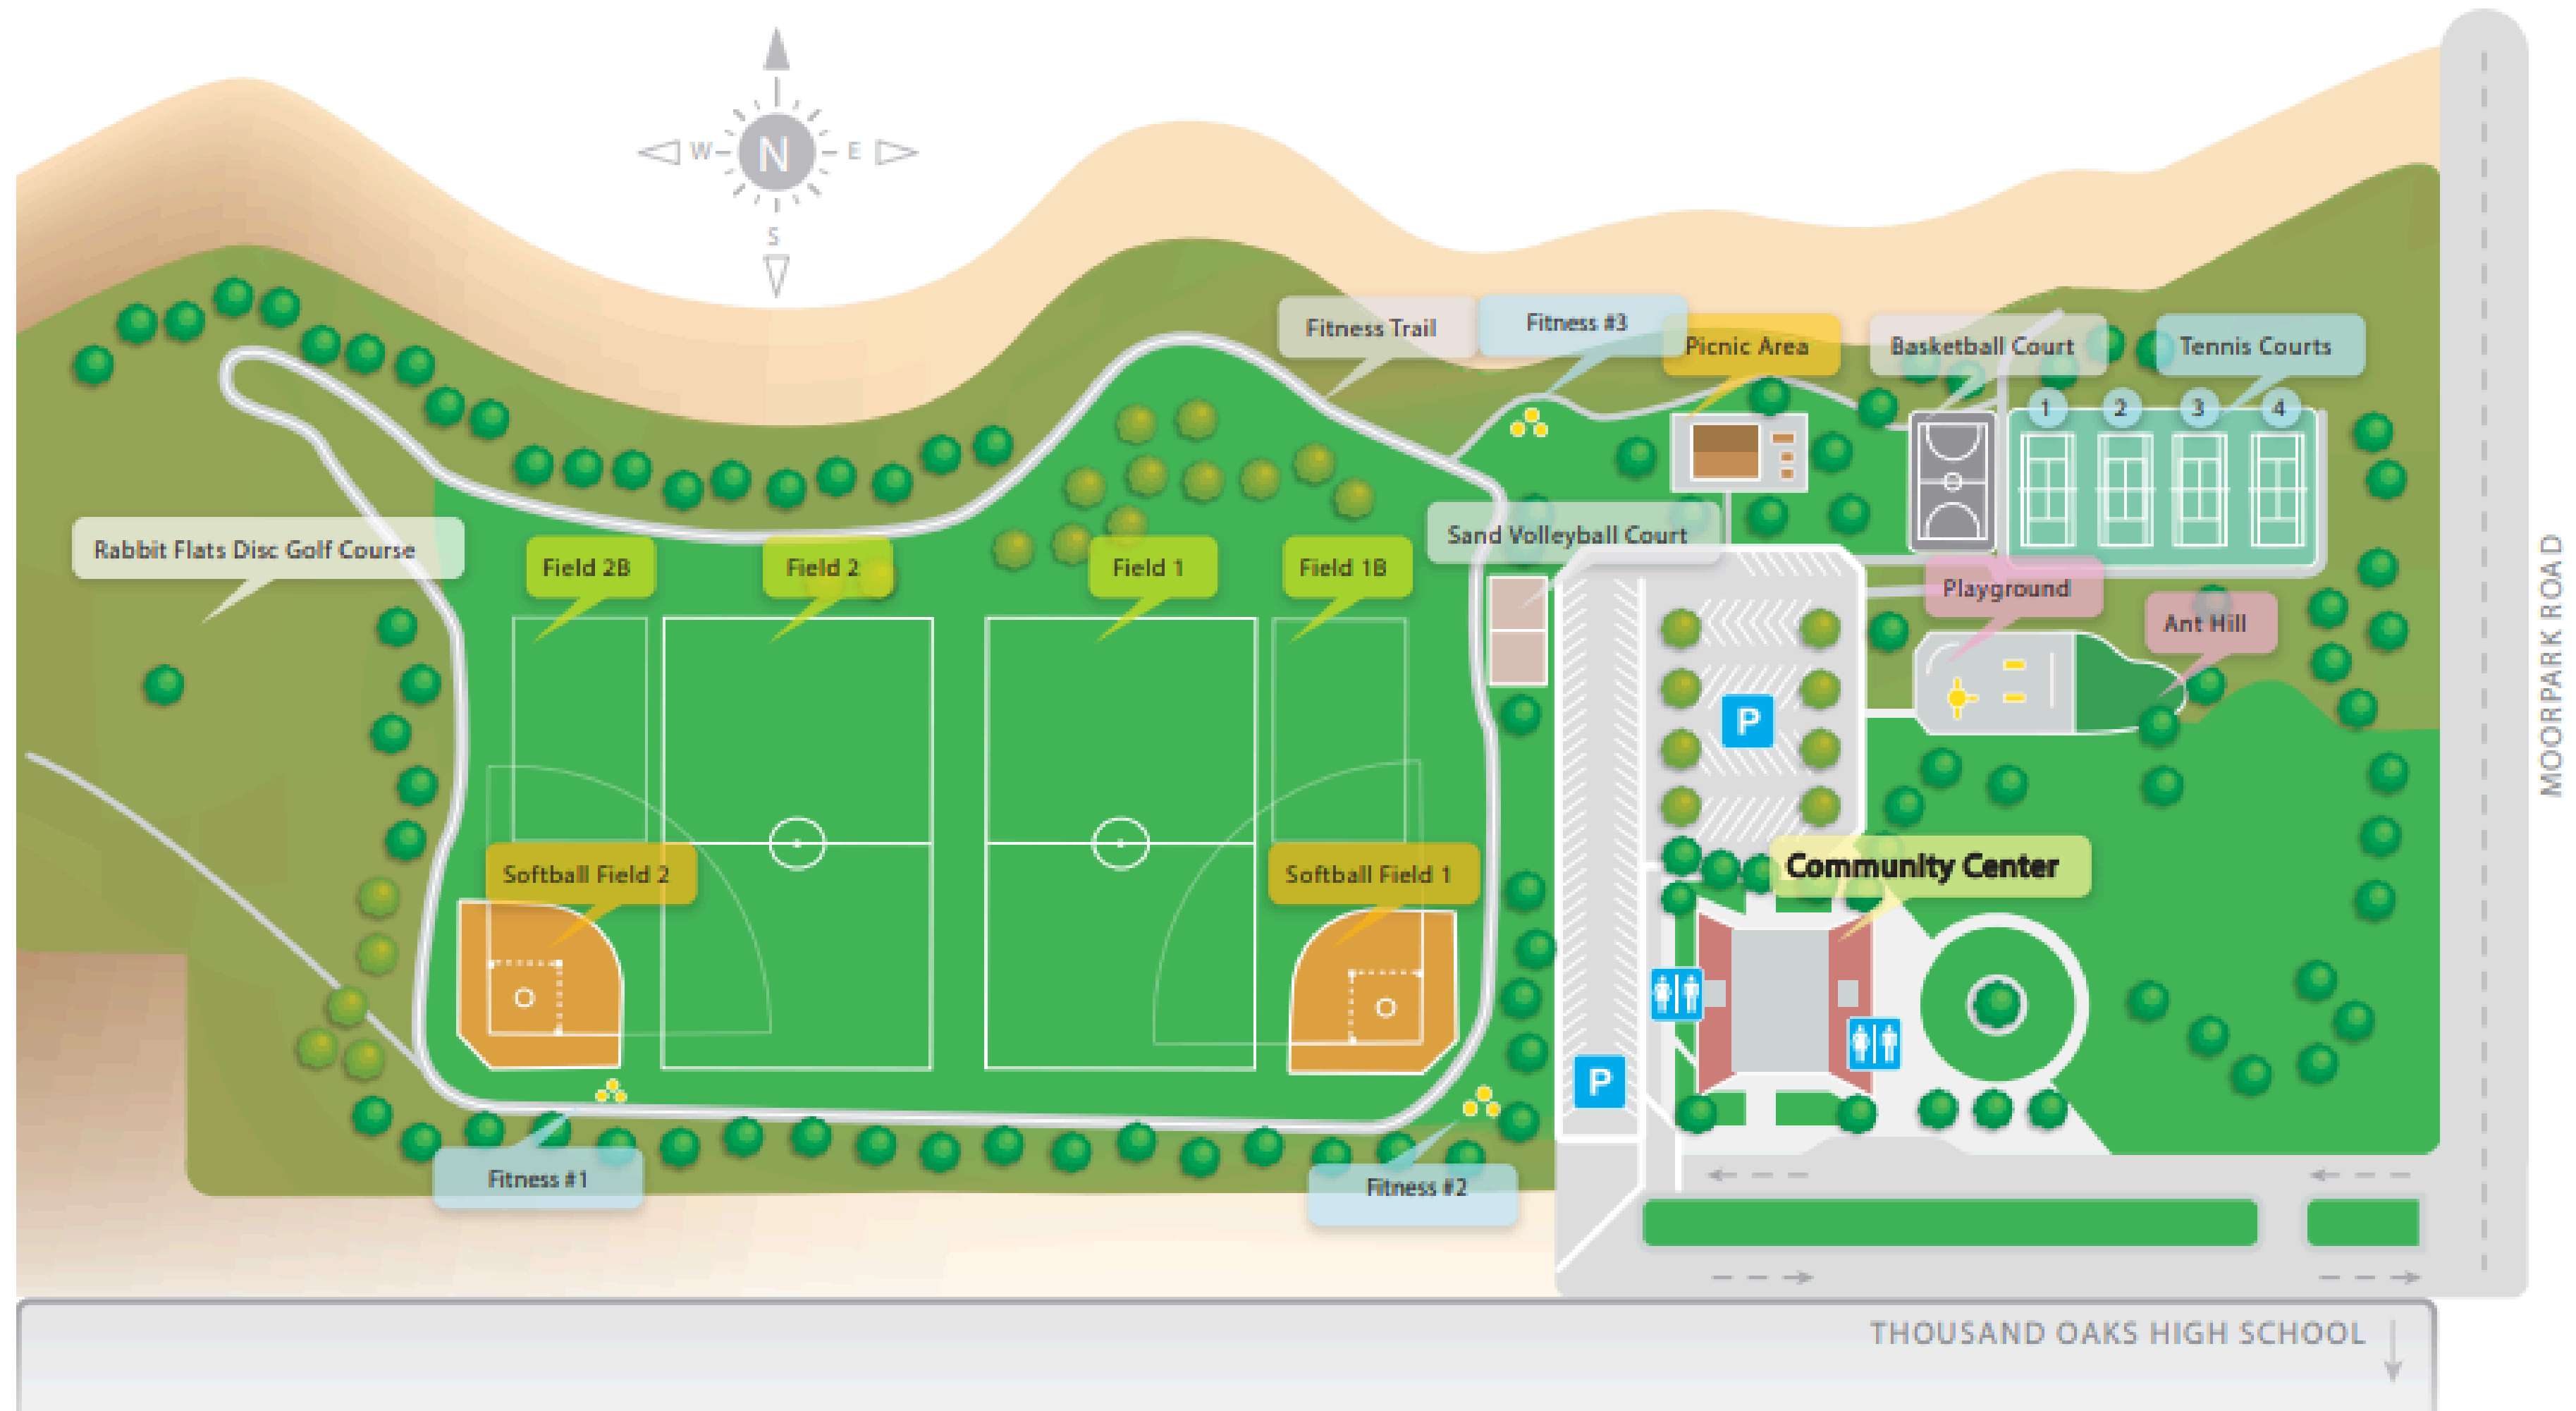 W
N
E
S
Fitness Trail
Fitness #3
Picnic Area
Basketball Court
Tennis Courts
1
2
3
4
Rabbit Flats Disc Golf Course
Field 2B
Field 2
Field 1
Field 1B
Sand Volleyball Court
Playground
Ant Hill
MOORPARK ROAD
P
Softball Field 2
Softball Field 1
Community Center
P
Fitness #1
Fitness #2
THOUSAND OAKS HIGH SCHOOL